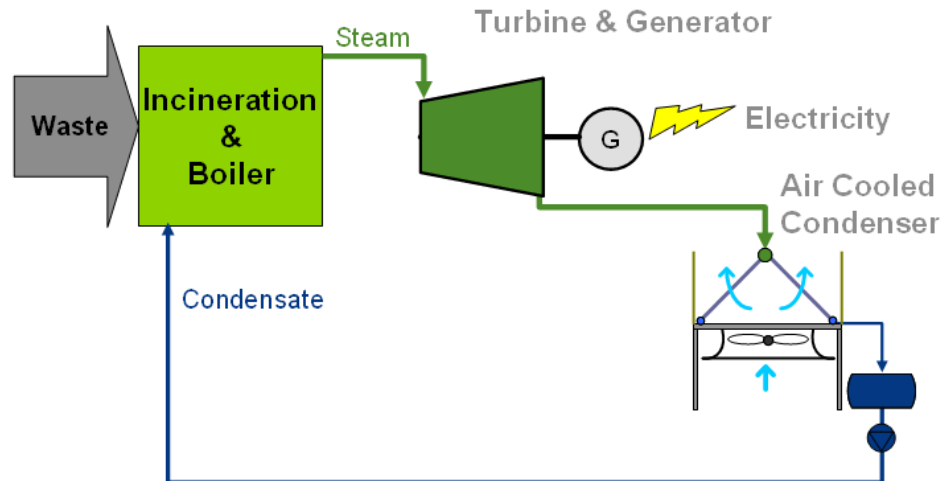 Turbine & Generator
Steam
Waste
Incineration
&
Boiler
G
Electricity
Air Cooled
Condenser
Condensate